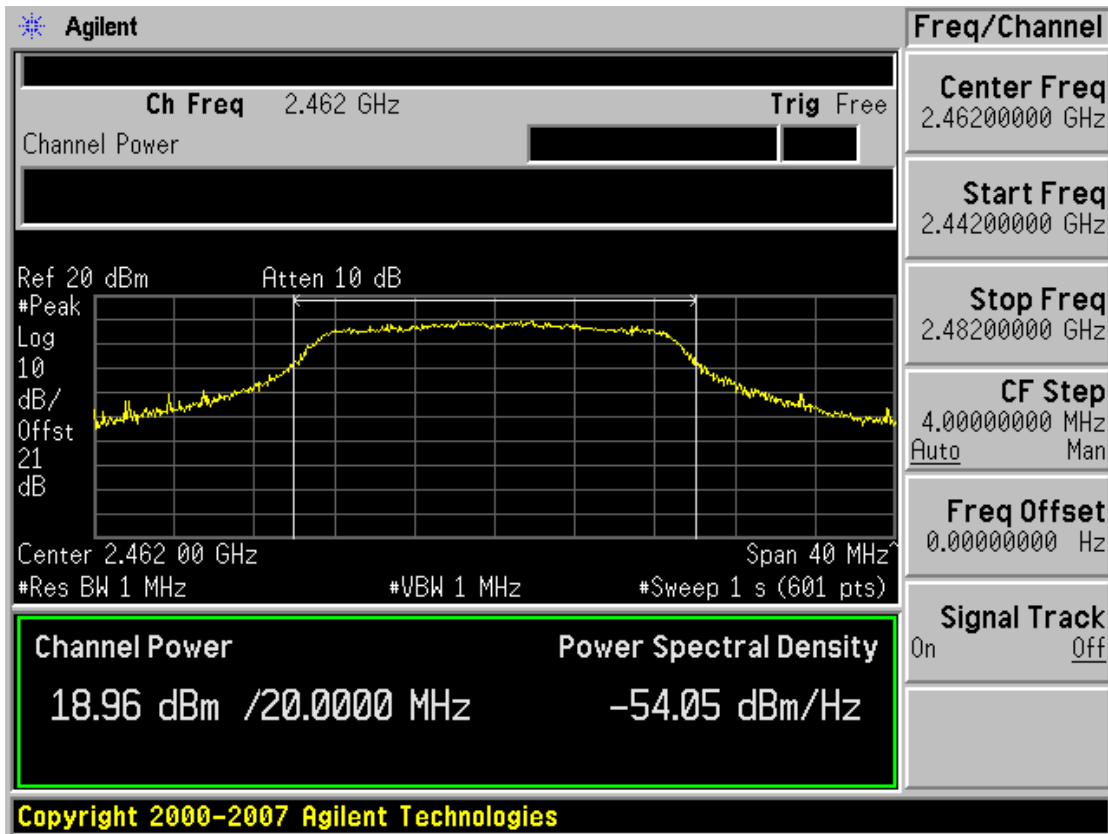 Agilent
Ch Freq 2.462 GHz Trig Free
Channel Power
Ref 20 dBm Atten 10 dB
#Peak
Log
10
dB/
Offst
21
dB
Center 2.462 00 GHz Span 40 MHz^
#Res BW 1 MHz #VBW 1 MHz #Sweep 1 s (601 pts)
Channel Power Power Spectral Density
18.96 dBm /20.0000 MHz -54.05 dBm/Hz
Copyright 2000-2007 Agilent Technologies
Freq/Channel
Center Freq
2.46200000 GHz
Start Freq
2.44200000 GHz
Stop Freq
2.48200000 GHz
CF Step
4.00000000 MHz
Auto Man
Freq Offset
0.00000000 Hz
Signal Track
On Off